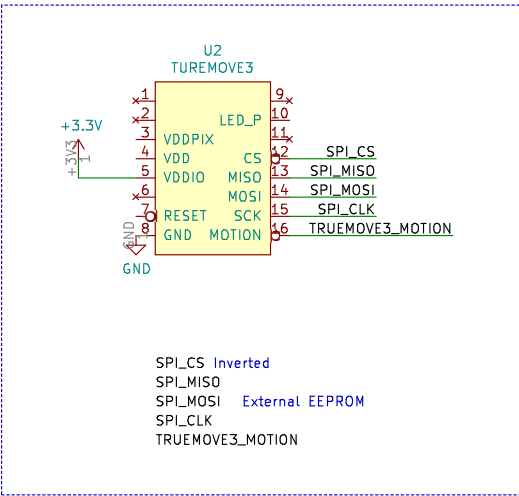 U2
TUREMOVE3
1
9
2
LED_P
10
+3.3V
3
VDDPIX
11
+3V3
1
4
VDD
CS
12
SPI_CS
5
VDDIO
MISO
13
SPI_MISO
6
MOSI
14
SPI_MOSI
7
RESET
SCK
15
SPI_CLK
GND
1
8
GND
MOTION
16
TRUEMOVE3_MOTION
GND
SPI_CS Inverted
SPI_MISO
SPI_MOSI External EEPROM
SPI_CLK
TRUEMOVE3_MOTION